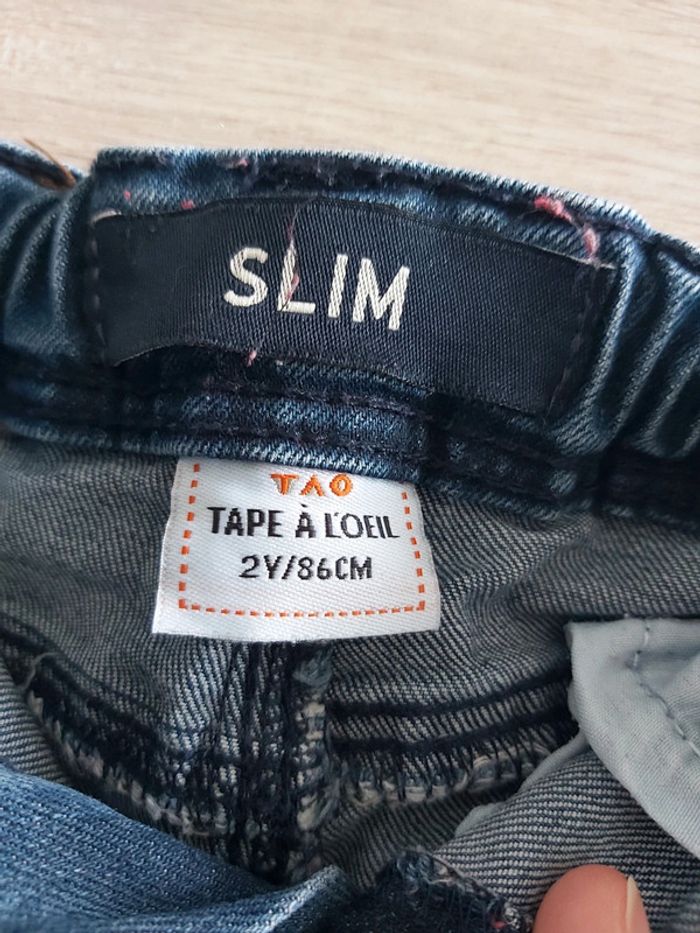 SLIM
TAO
TAPE À L'OEIL
2Y/86CM